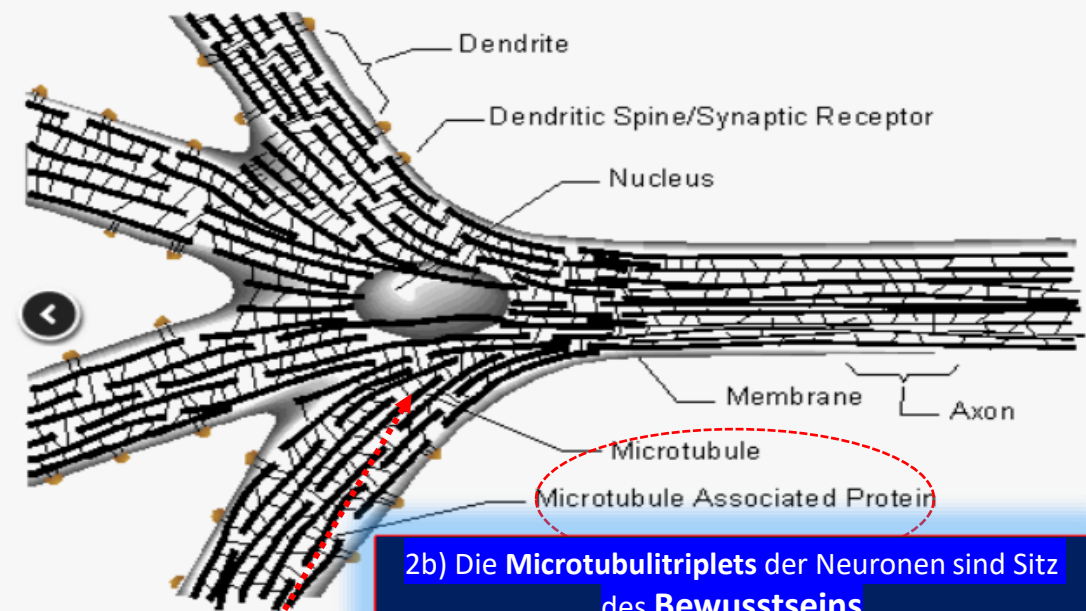 Dendrite
Dendritic Spine/Synaptic Receptor
Nucleus
Membrane
Axon
Microtubule
Microtubule Associated Protein
2b) Die Microtubulitriplets der Neuronen sind Sitz
des Bewusstseins